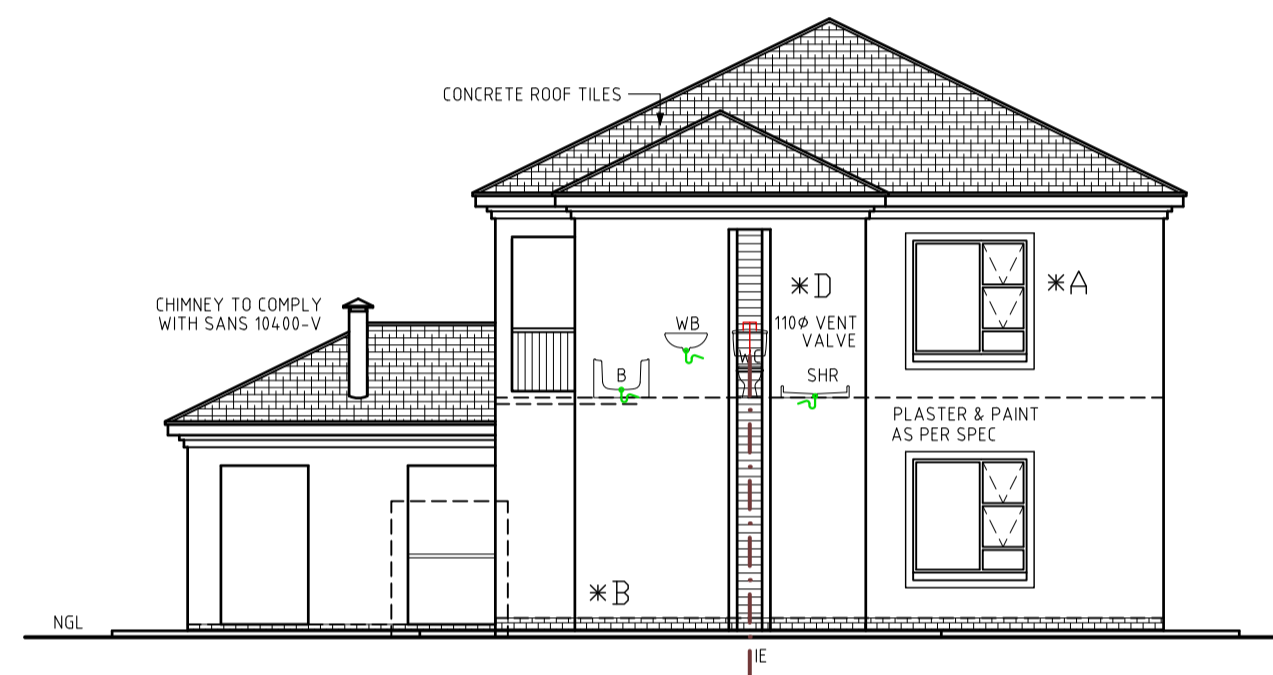 CONCRETE ROOF TILES
CHIMNEY TO COMPLY
WITH SANS 10400-V
*D
*A
WB
110Ø VENT
VALVE
WC
B
SHR
PLASTER & PAINT
AS PER SPEC
*B
NGL
IE